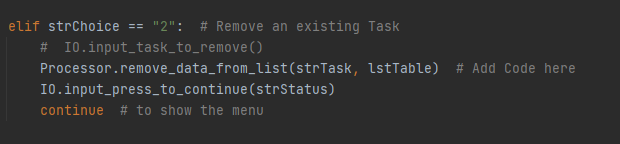 elif strChoice == "2":  # Remove an existing Task
#  IO.input_task_to_remove()
Processor.remove_data_from_list(strTask, lstTable)  # Add Code here
IO.input_press_to_continue(strStatus)
continue  # to show the menu